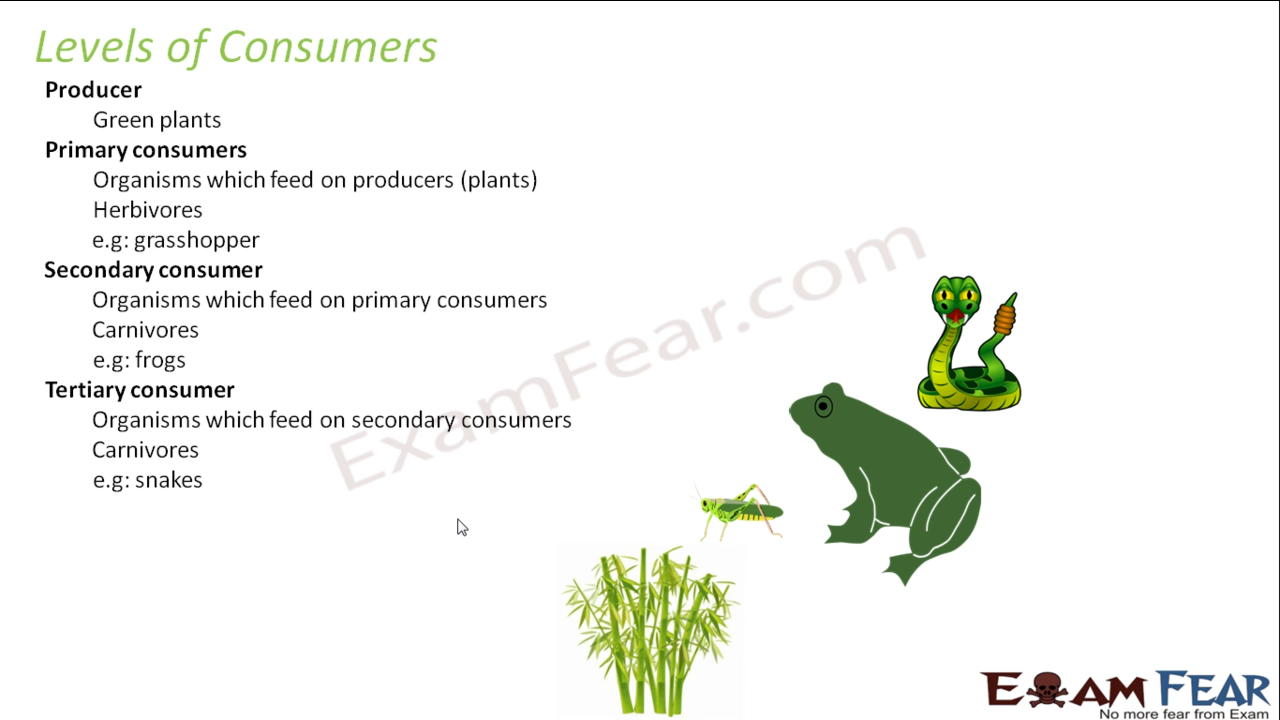 Levels of Consumers
Producer
Green plants
Primary consumers
Organisms which feed on producers (plants)
Herbivores
e.g: grasshopper
Secondary consumer
Organisms which feed on primary consumers
Carnivores
e.g: frogs
Tertiary consumer
Organisms which feed on secondary consumers
Carnivores
e.g: snakes
ExamFear.com
EXAM FEAR
No more fear from Exam